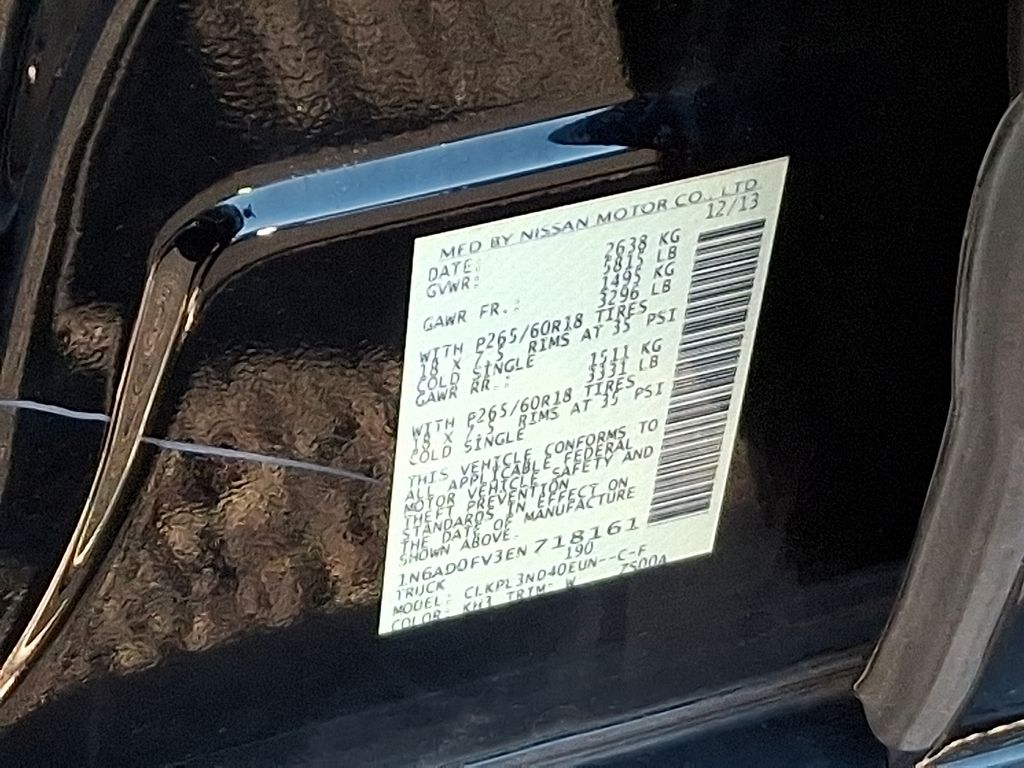 MFD BY NISSAN MOTOR CO., LTD.
DATE: 12/13
GVWR: 2638 KG
5815 LB
GAWR FR.: 1495 KG
3296 LB
WITH P265/60R18 TIRES
18 X 7.5 RIMS AT 35 PSI
COLD SINGLE
GAWR RR.: 1511 KG
3331 LB
WITH P265/60R18 TIRES
18 X 7.5 RIMS AT 35 PSI
COLD SINGLE
THIS VEHICLE CONFORMS TO
ALL APPLICABLE FEDERAL
MOTOR VEHICLE SAFETY AND
THEFT PREVENTION
STANDARDS IN EFFECT ON
THE DATE OF MANUFACTURE
SHOWN ABOVE.
1N6AD0FV3EN718161
TRUCK 190
MODEL: CLKPL3ND40EUN--C-F
COLOR: KH3 TRIM: W ZS00A